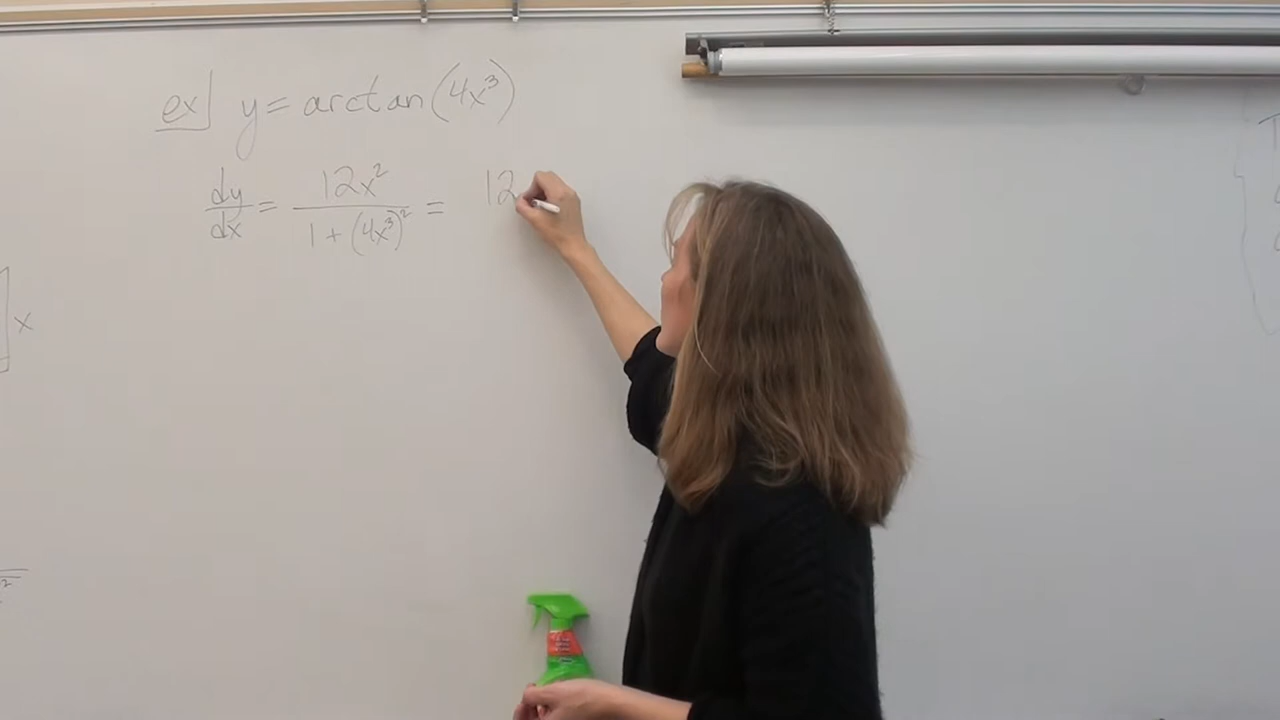 ex] y = arctan(4x³)
dy/dx = 12x²/(1 + (4x³)²) = 12
x